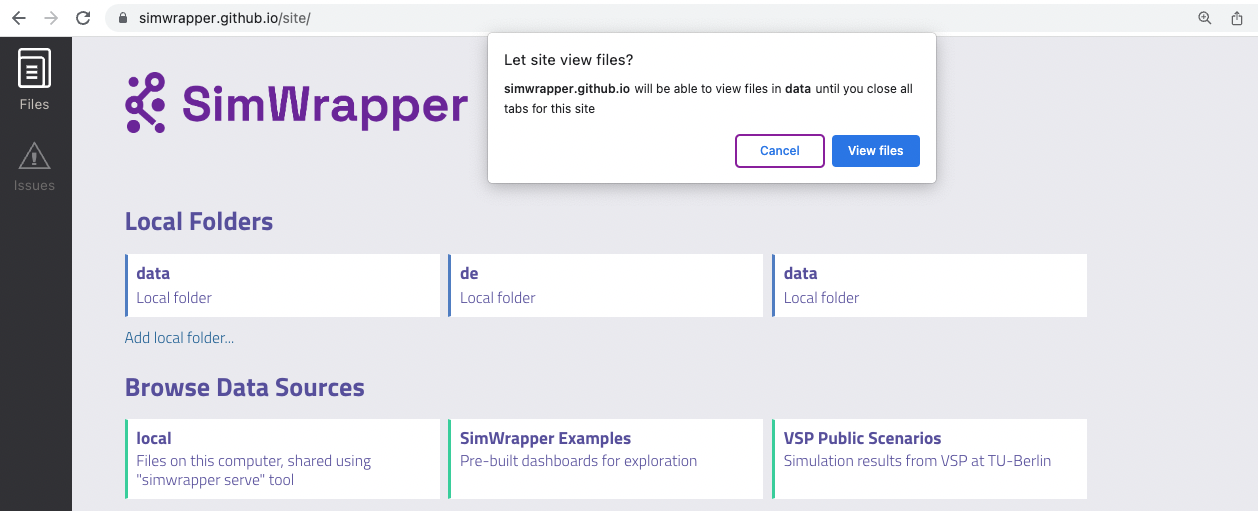 simwrapper.github.io/site/
Files
Issues
SimWrapper
Let site view files?
simwrapper.github.io will be able to view files in data until you close all
tabs for this site
Cancel
View files
Local Folders
data
Local folder
de
Local folder
data
Local folder
Add local folder...
Browse Data Sources
local
Files on this computer, shared using
"simwrapper serve" tool
SimWrapper Examples
Pre-built dashboards for exploration
VSP Public Scenarios
Simulation results from VSP at TU-Berlin